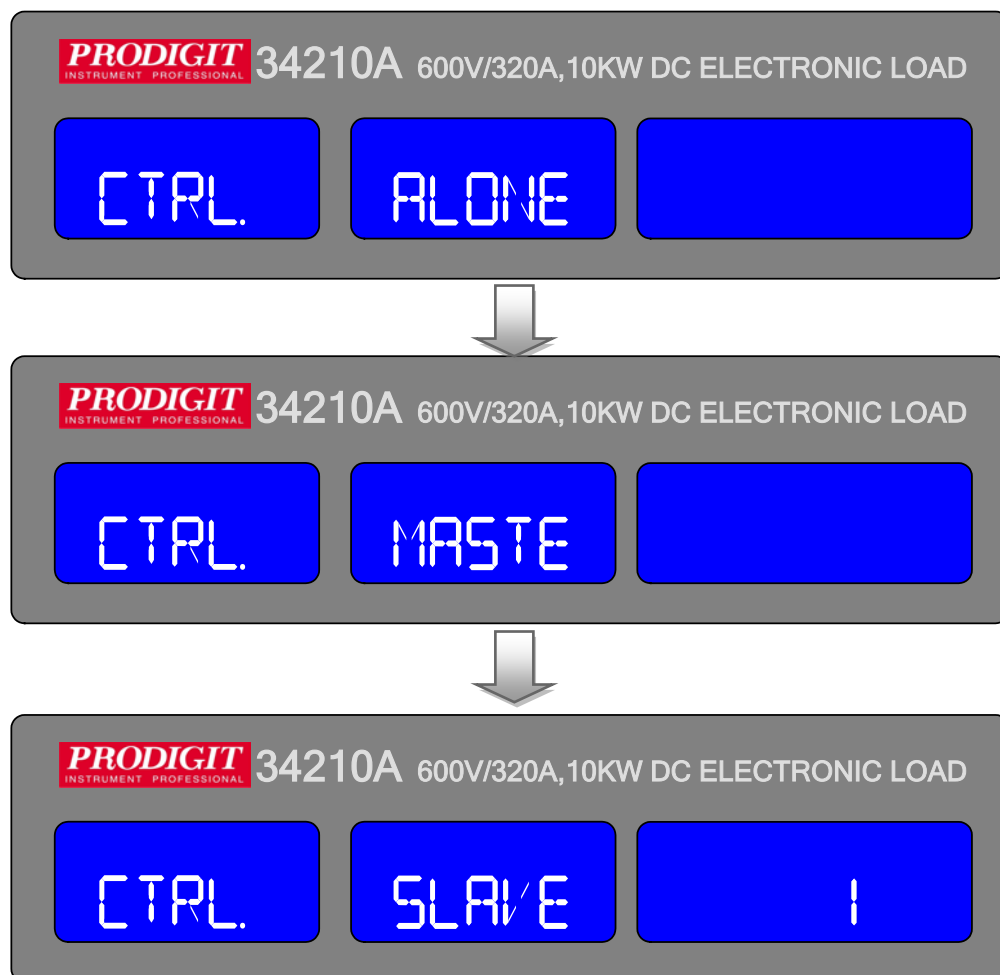 PRODIGIT 34210A 600V/320A,10KW DC ELECTRONIC LOAD
INSTRUMENT PROFESSIONAL
CTRL. ALONE
PRODIGIT 34210A 600V/320A,10KW DC ELECTRONIC LOAD
INSTRUMENT PROFESSIONAL
CTRL. MASTE
PRODIGIT 34210A 600V/320A,10KW DC ELECTRONIC LOAD
INSTRUMENT PROFESSIONAL
CTRL. SLAVE 1